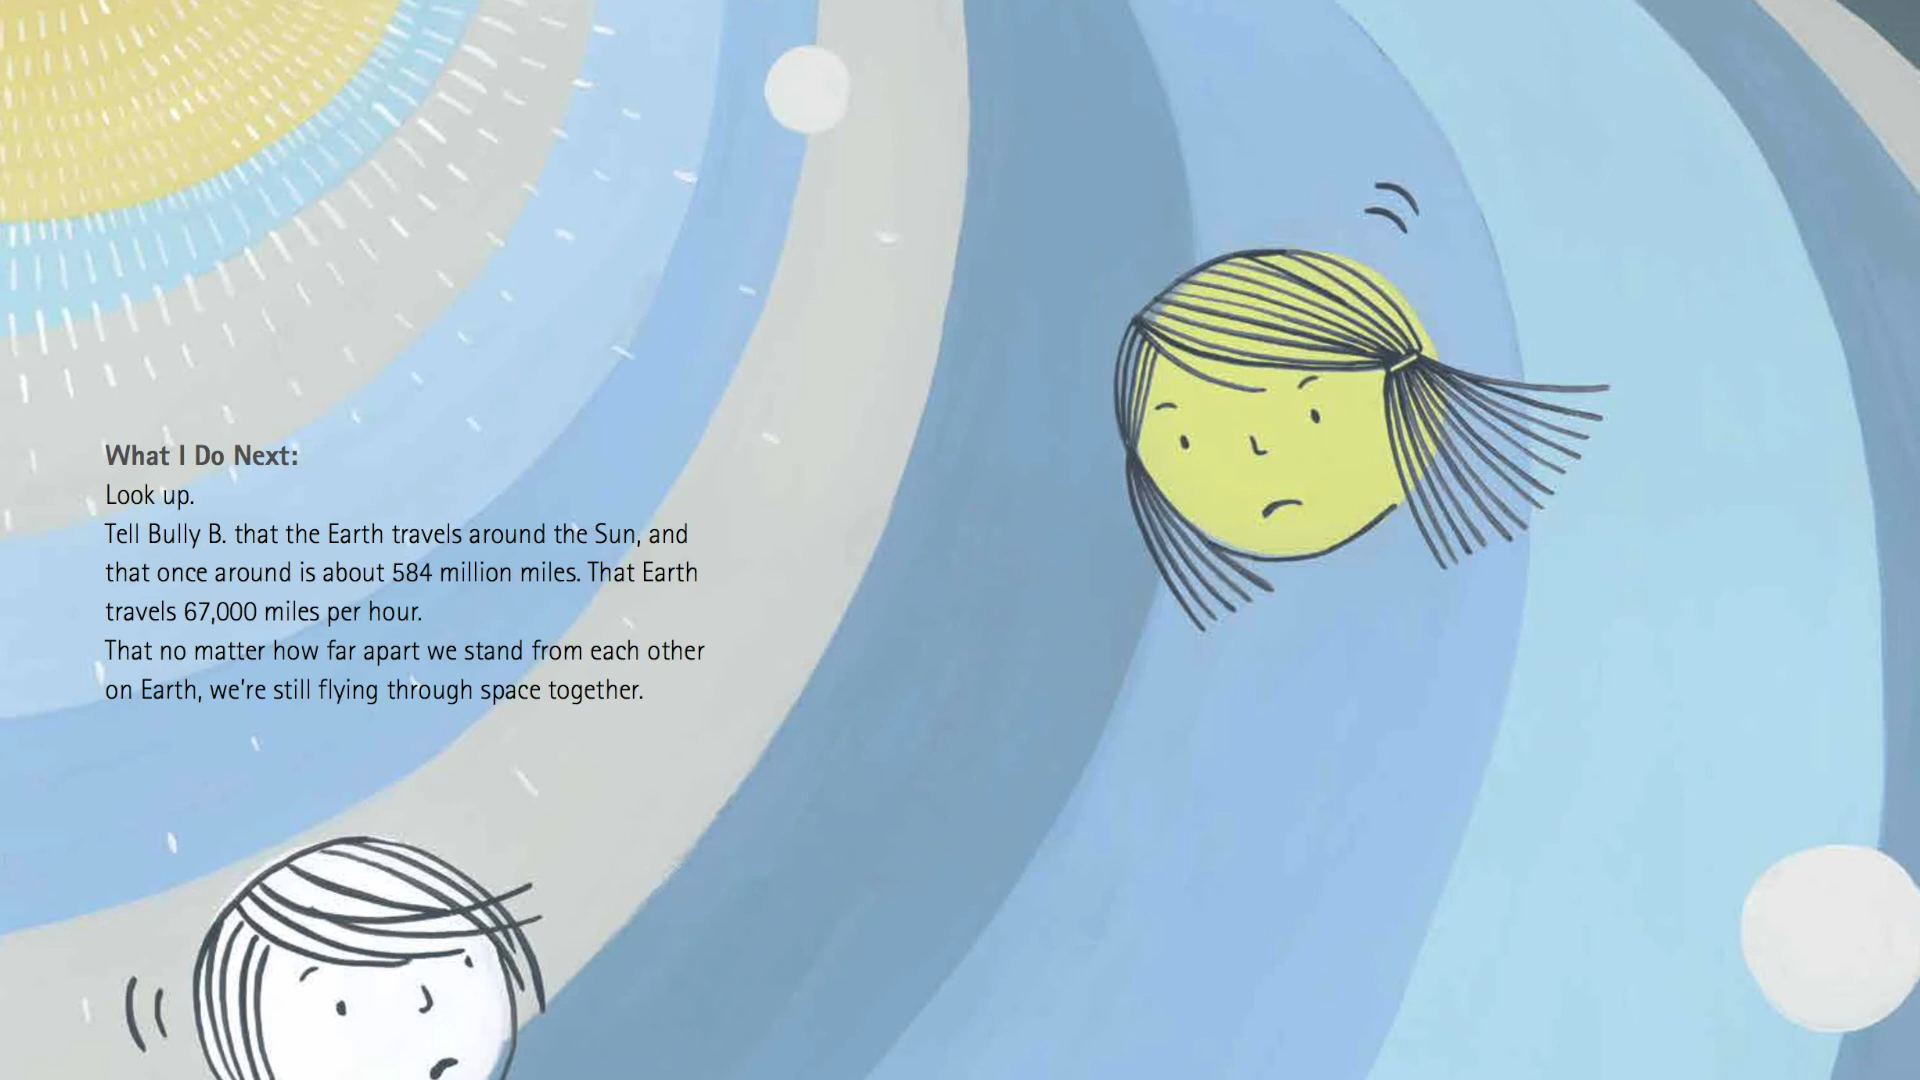 What I Do Next:
Look up.
Tell Bully B. that the Earth travels around the Sun, and
that once around is about 584 million miles. That Earth
travels 67,000 miles per hour.
That no matter how far apart we stand from each other
on Earth, we're still flying through space together.